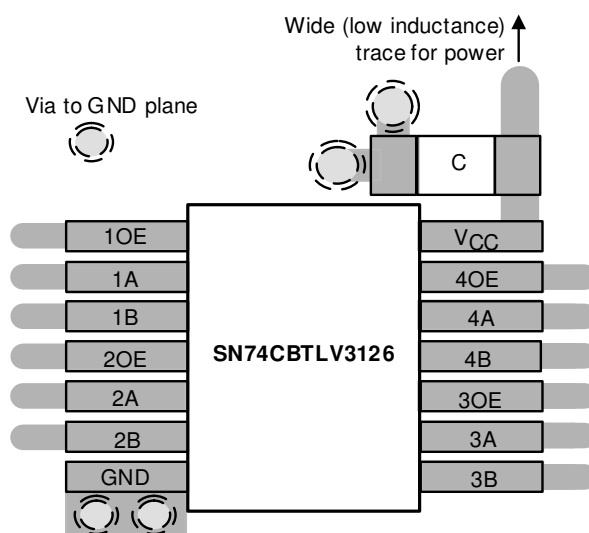 Wide (low inductance)
trace for power
Via to GND plane
C
1OE
1A
1B
2OE
2A
2B
GND
SN74CBTLV3126
VCC
4OE
4A
4B
3OE
3A
3B